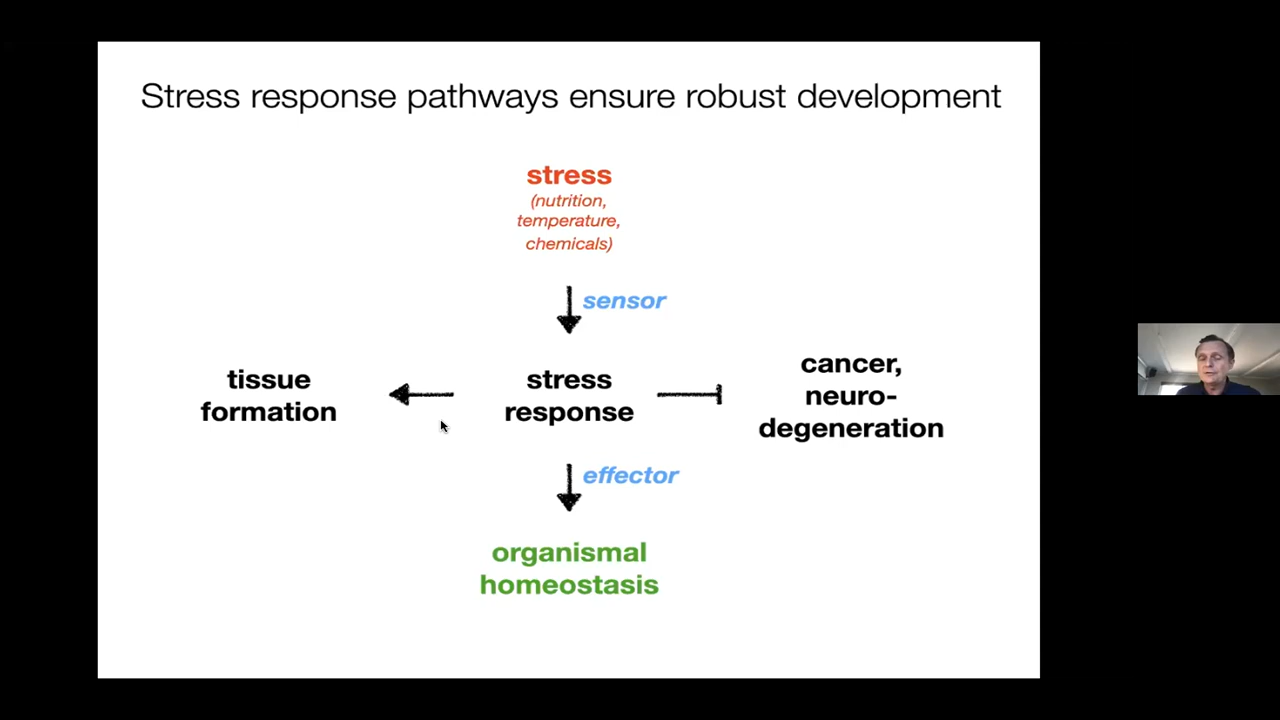 Stress response pathways ensure robust development
stress
(nutrition,
temperature,
chemicals)
sensor
tissue
formation
stress
response
cancer,
neuro-
degeneration
effector
organismal
homeostasis